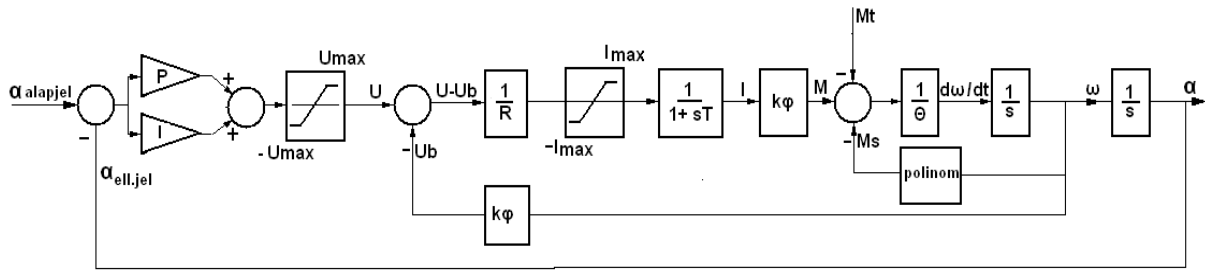 α alapjel
-
P
I
+
+
Umax
-Umax
U
U-Ub
-Ub
1
R
Imax
-Imax
1
1+ sT
I
kφ
M
Mt
-
-Ms
1
Θ
dω/dt
1
s
polinom
ω
1
s
α
kφ
α ell.jel